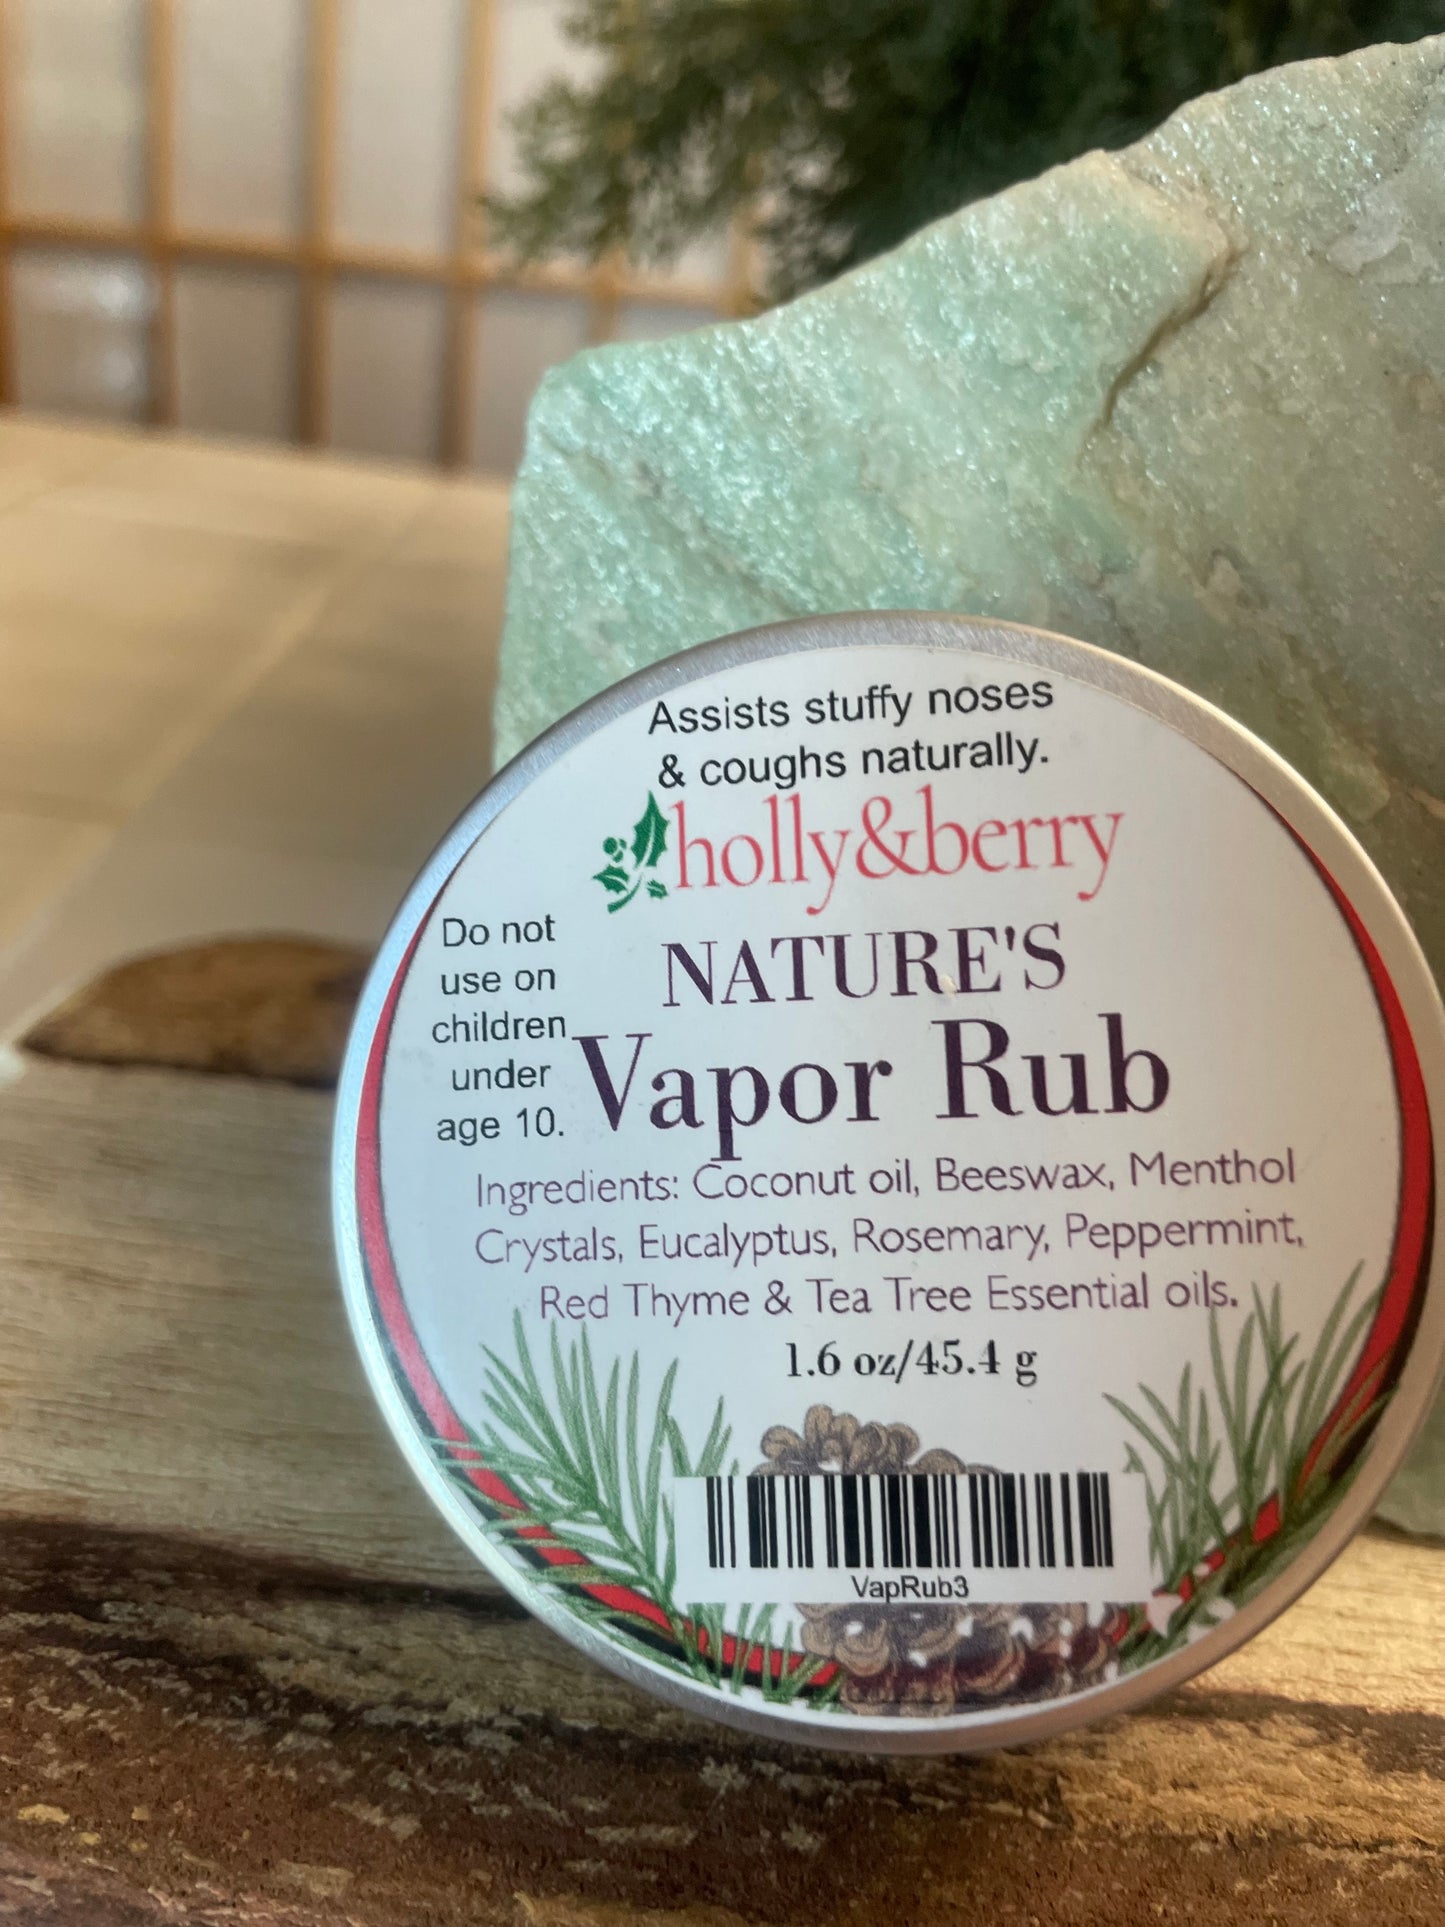 Assists stuffy noses
& coughs naturally.
holly&berry
Do not
use on
children
under
age 10.
NATURE'S
Vapor Rub
Ingredients: Coconut oil, Beeswax, Menthol
Crystals, Eucalyptus, Rosemary, Peppermint,
Red Thyme & Tea Tree Essential oils.
1.6 oz/45.4 g
VapRub3